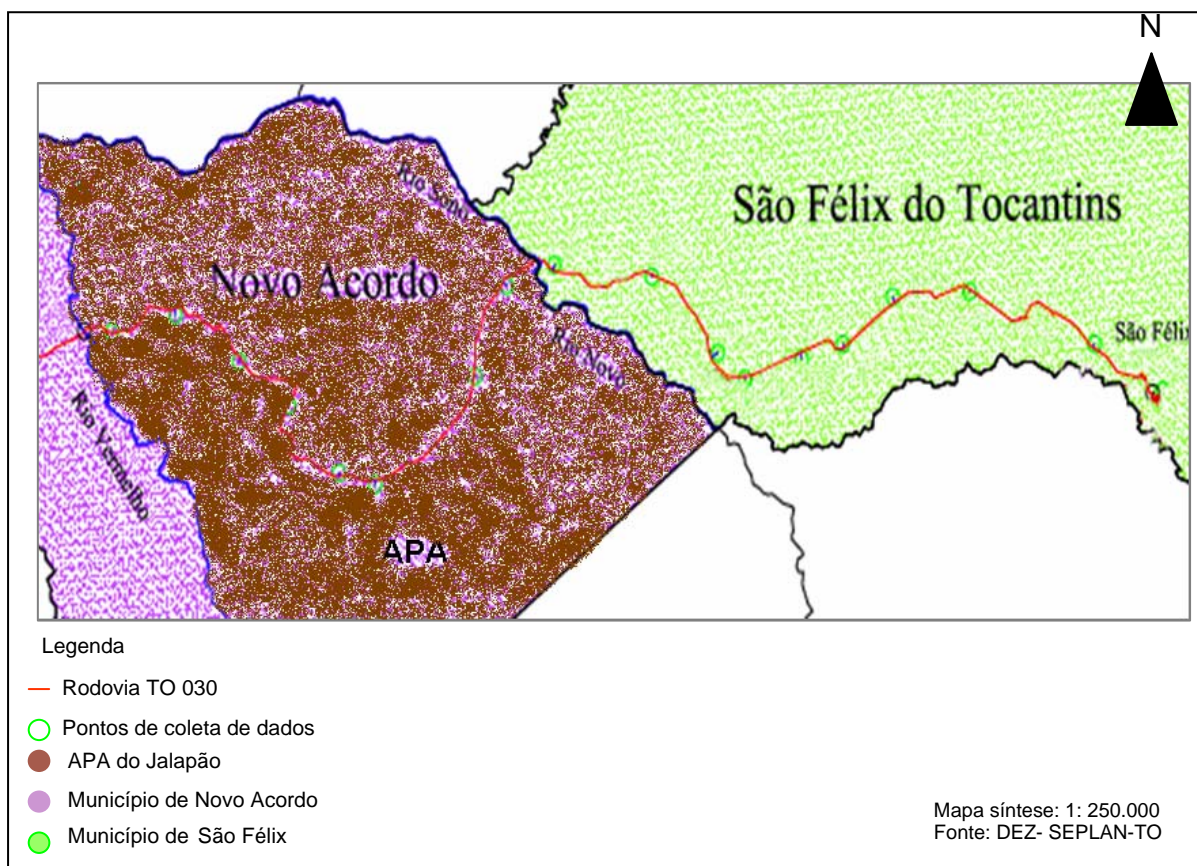 N
Rio Sono
São Félix do Tocantins
Novo Acordo
São Félix
Rio Novo
Rio Vermelho
APA
Legenda
Rodovia TO 030
Pontos de coleta de dados
APA do Jalapão
Município de Novo Acordo
Município de São Félix
Mapa síntese: 1: 250.000
Fonte: DEZ- SEPLAN-TO